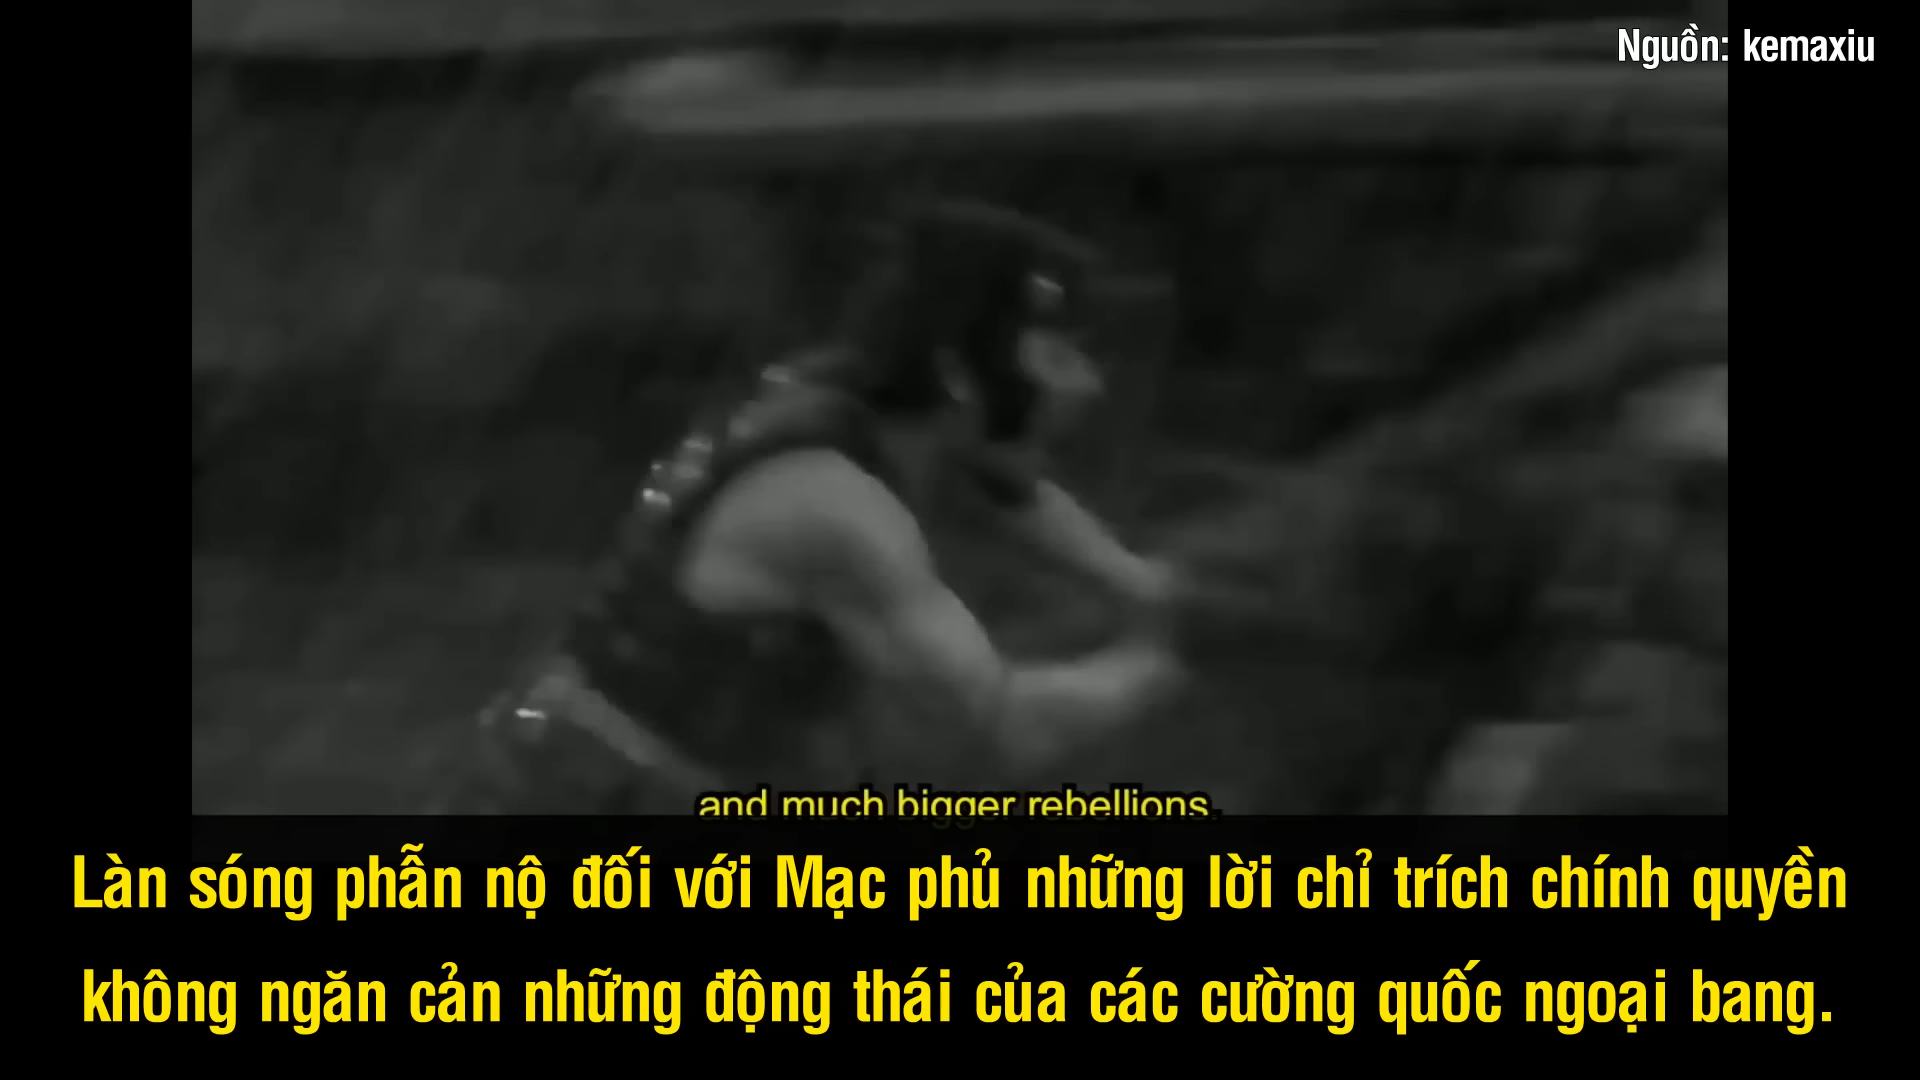 Nguồn: kemaxiu
and much bigger rebellions,
Làn sóng phẫn nộ đối với Mạc phủ những lời chỉ trích chính quyền
không ngăn cản những động thái của các cường quốc ngoại bang.